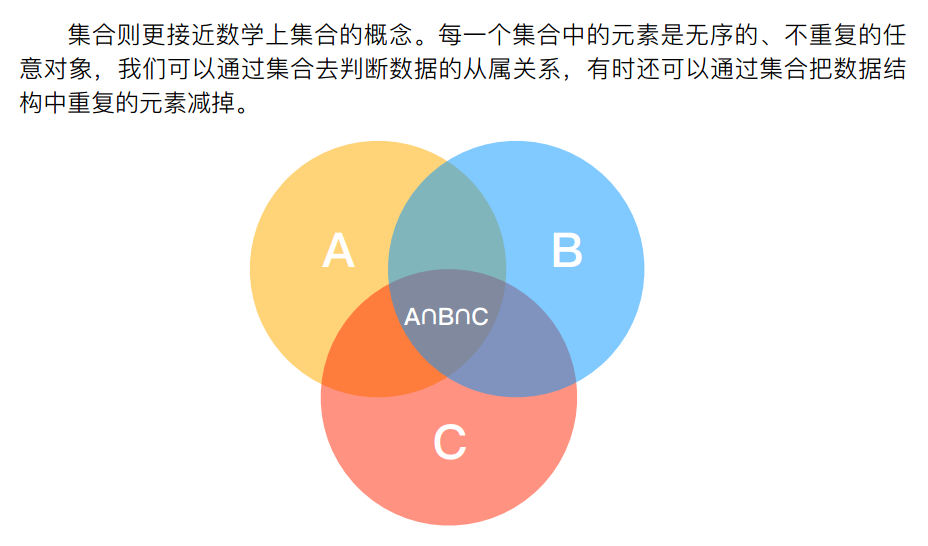 集合则更接近数学上集合的概念。每一个集合中的元素是无序的、不重复的任
意对象，我们可以通过集合去判断数据的从属关系，有时还可以通过集合把数据结
构中重复的元素减掉。
A
B
A∩B∩C
C